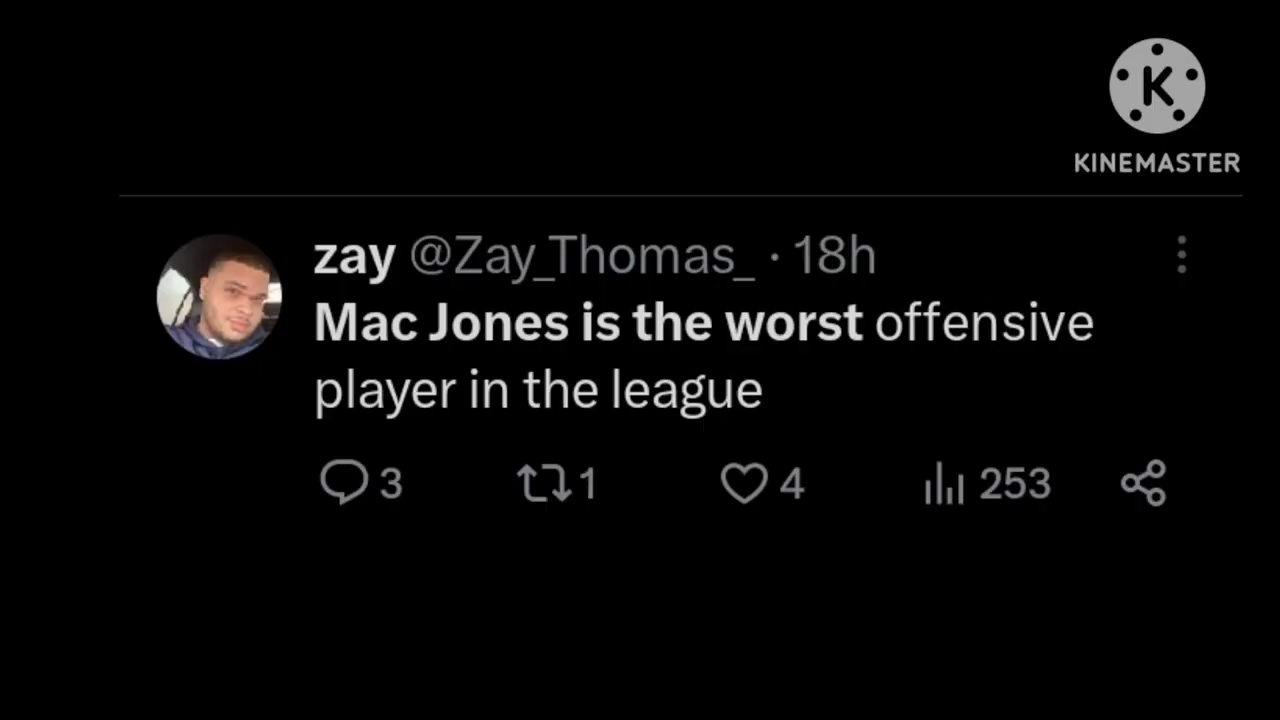 K
KINEMASTER
zay @Zay_Thomas_ · 18h
Mac Jones is the worst offensive
player in the league
3 1 4 253